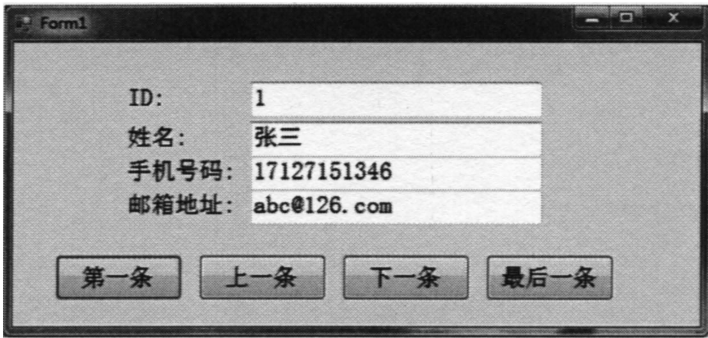 Form1
ID: 1
姓名: 张三
手机号码: 17127151346
邮箱地址: abc@126.com
第一条 上一条 下一条 最后一条